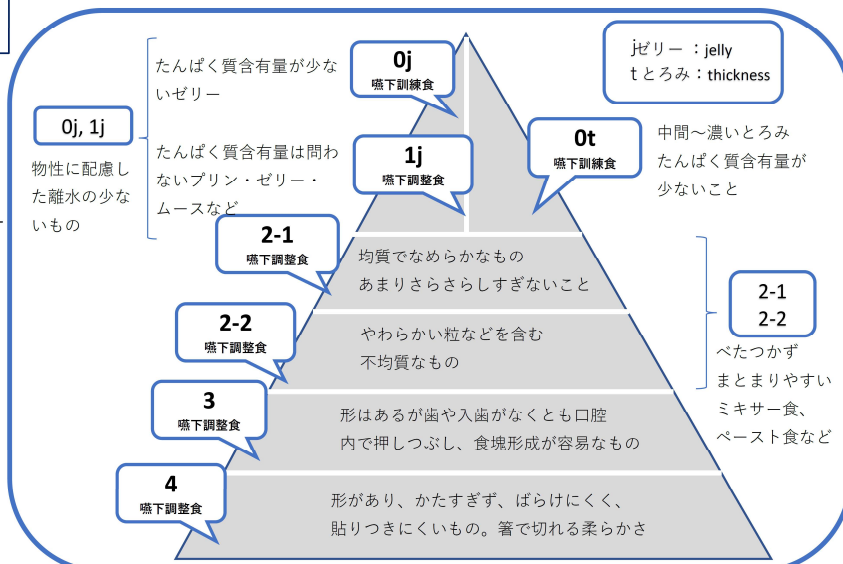 jゼリー：jelly
tとろみ：thickness
0j
嚥下訓練食
たんぱく質含有量が少な
いゼリー
0j, 1j
物性に配慮し
た離水の少な
いもの
1j
嚥下調整食
たんぱく質含有量は問わ
ないプリン・ゼリー・
ムースなど
0t
嚥下訓練食
中間～濃いとろみ
たんぱく質含有量が
少ないこと
2-1
嚥下調整食
均質でなめらかなもの
あまりさらさらしすぎないこと
2-2
嚥下調整食
やわらかい粒などを含む
不均質なもの
2-1
2-2
べたつかず
まとまりやすい
ミキサー食、
ペースト食など
3
嚥下調整食
形はあるが歯や入歯がなくとも口腔
内で押しつぶし、食塊形成が容易なもの
4
嚥下調整食
形があり、かたすぎず、ばらけにくく、
貼りつきにくいもの。箸で切れる柔らかさ